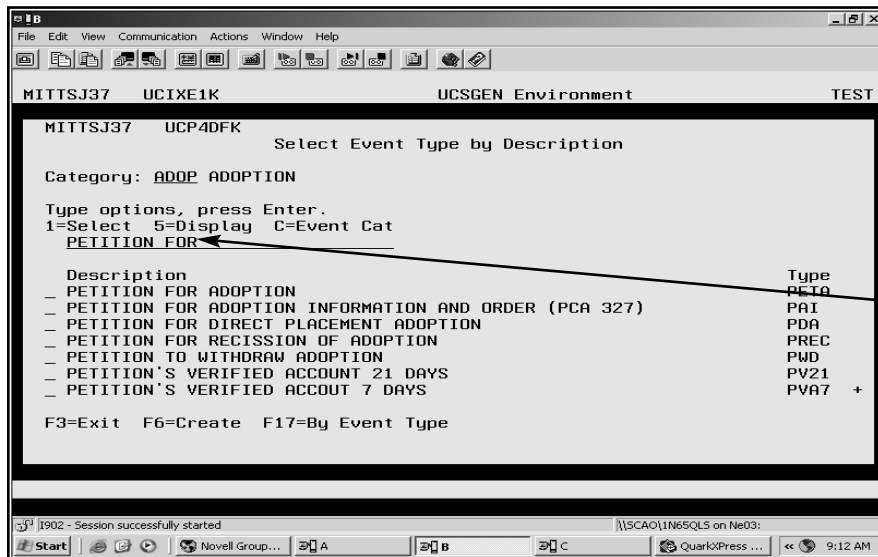 B
File Edit View Communication Actions Window Help
MITTSJ37 UCIXE1K UCSGEN Environment TEST
MITTSJ37 UCP4DFK
Select Event Type by Description
Category: ADOP ADOPTION
Type options, press Enter.
1=Select 5=Display C=Event Cat
PETITION FOR
Description Type
_ PETITION FOR ADOPTION PETA
_ PETITION FOR ADOPTION INFORMATION AND ORDER (PCA 327) PAI
_ PETITION FOR DIRECT PLACEMENT ADOPTION PDA
_ PETITION FOR RECISSION OF ADOPTION PREC
_ PETITION TO WITHDRAW ADOPTION PWD
_ PETITION'S VERIFIED ACCOUNT 21 DAYS PV21
_ PETITION'S VERIFIED ACCOUT 7 DAYS PVA7 +
F3=Exit F6=Create F17=By Event Type
I902 - Session successfully started \\SCAO\1N65QLS on Ne03:
Start Novell Group... A B C QuarkXPress ... « 9:12 AM